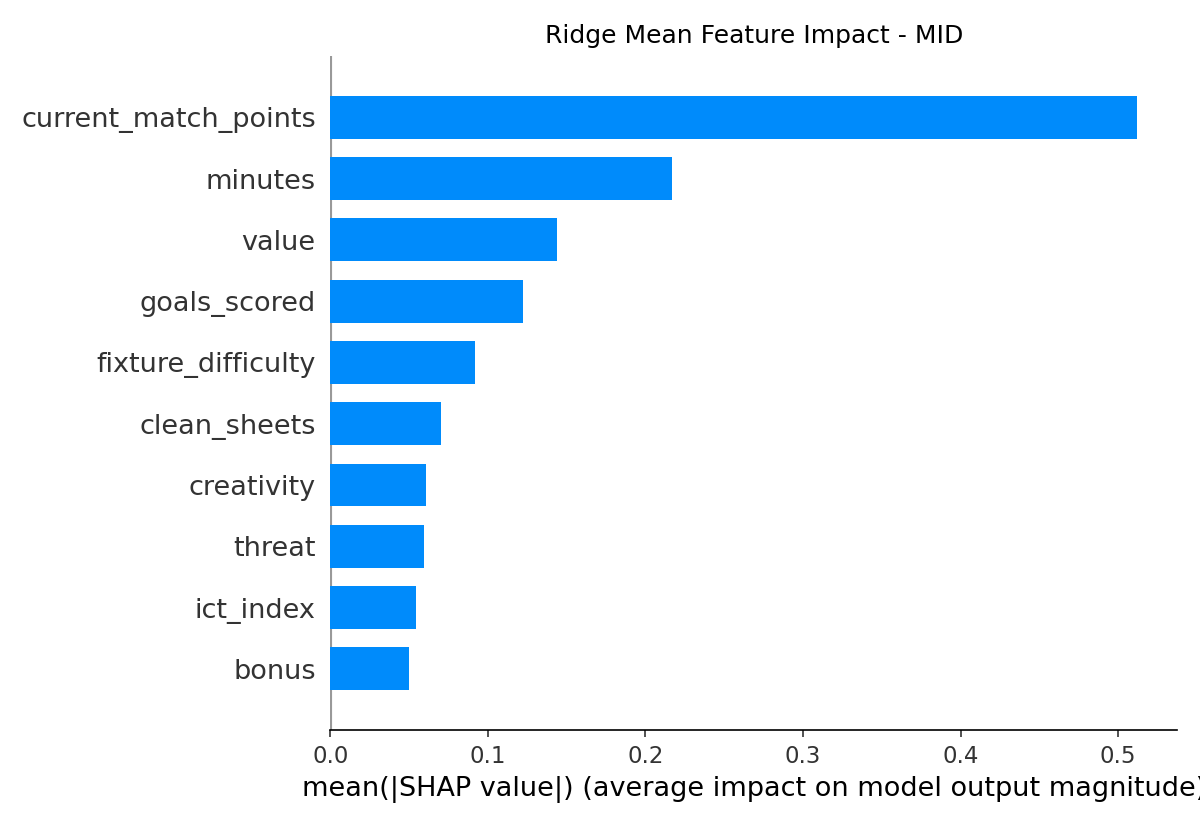 Ridge Mean Feature Impact - MID
current_match_points
minutes
value
goals_scored
fixture_difficulty
clean_sheets
creativity
threat
ict_index
bonus
0.0 0.1 0.2 0.3 0.4 0.5
mean(|SHAP value|) (average impact on model output magnitude)